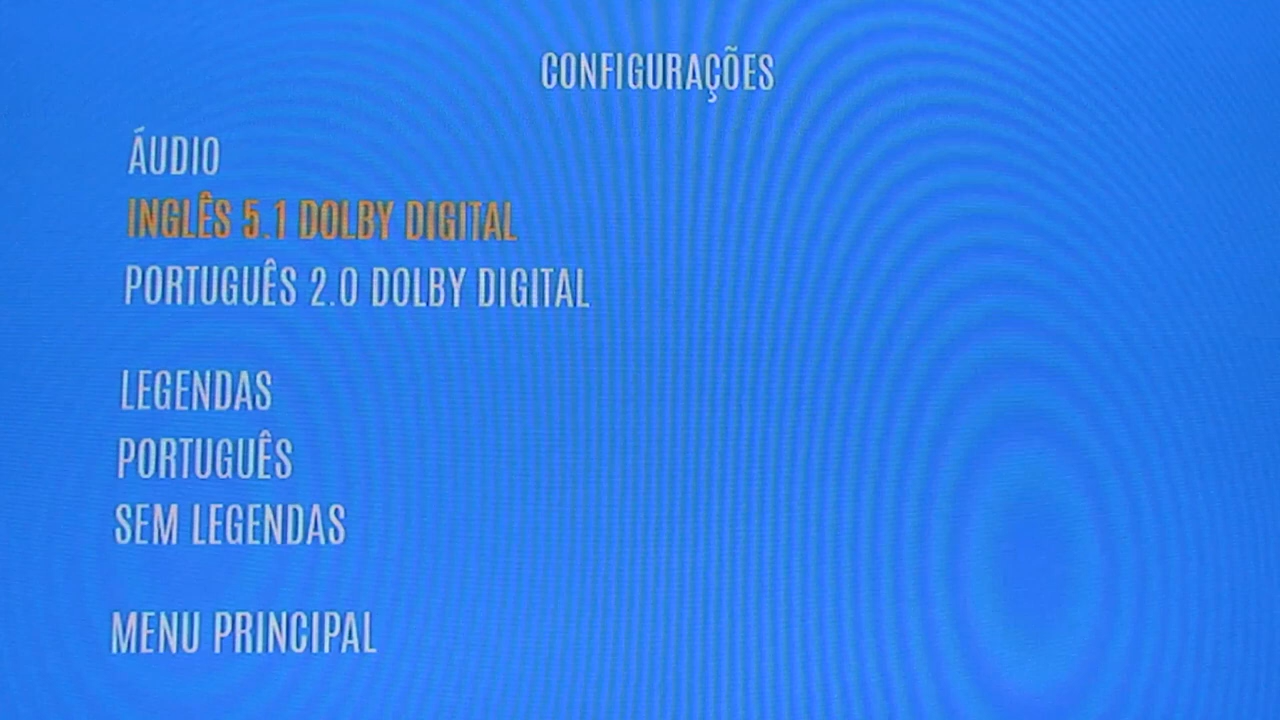 CONFIGURAÇÕES
ÁUDIO
INGLÊS 5.1 DOLBY DIGITAL
PORTUGUÊS 2.0 DOLBY DIGITAL
LEGENDAS
PORTUGUÊS
SEM LEGENDAS
MENU PRINCIPAL